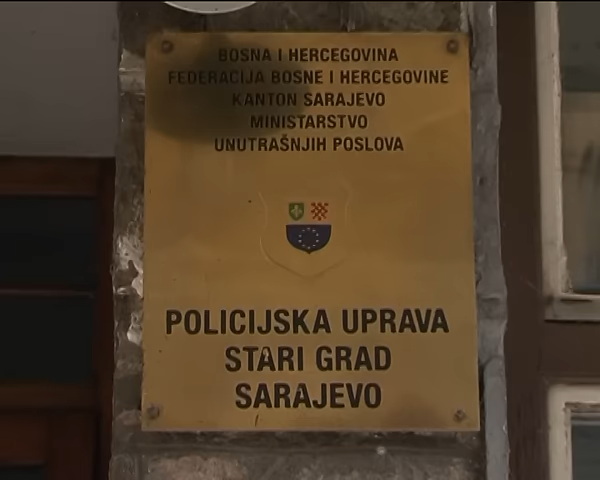 BOSNA I HERCEGOVINA
FEDERACIJA BOSNE I HERCEGOVINE
KANTON SARAJEVO
MINISTARSTVO
UNUTRAŠNJIH POSLOVA
POLICIJSKA UPRAVA
STARI GRAD
SARAJEVO